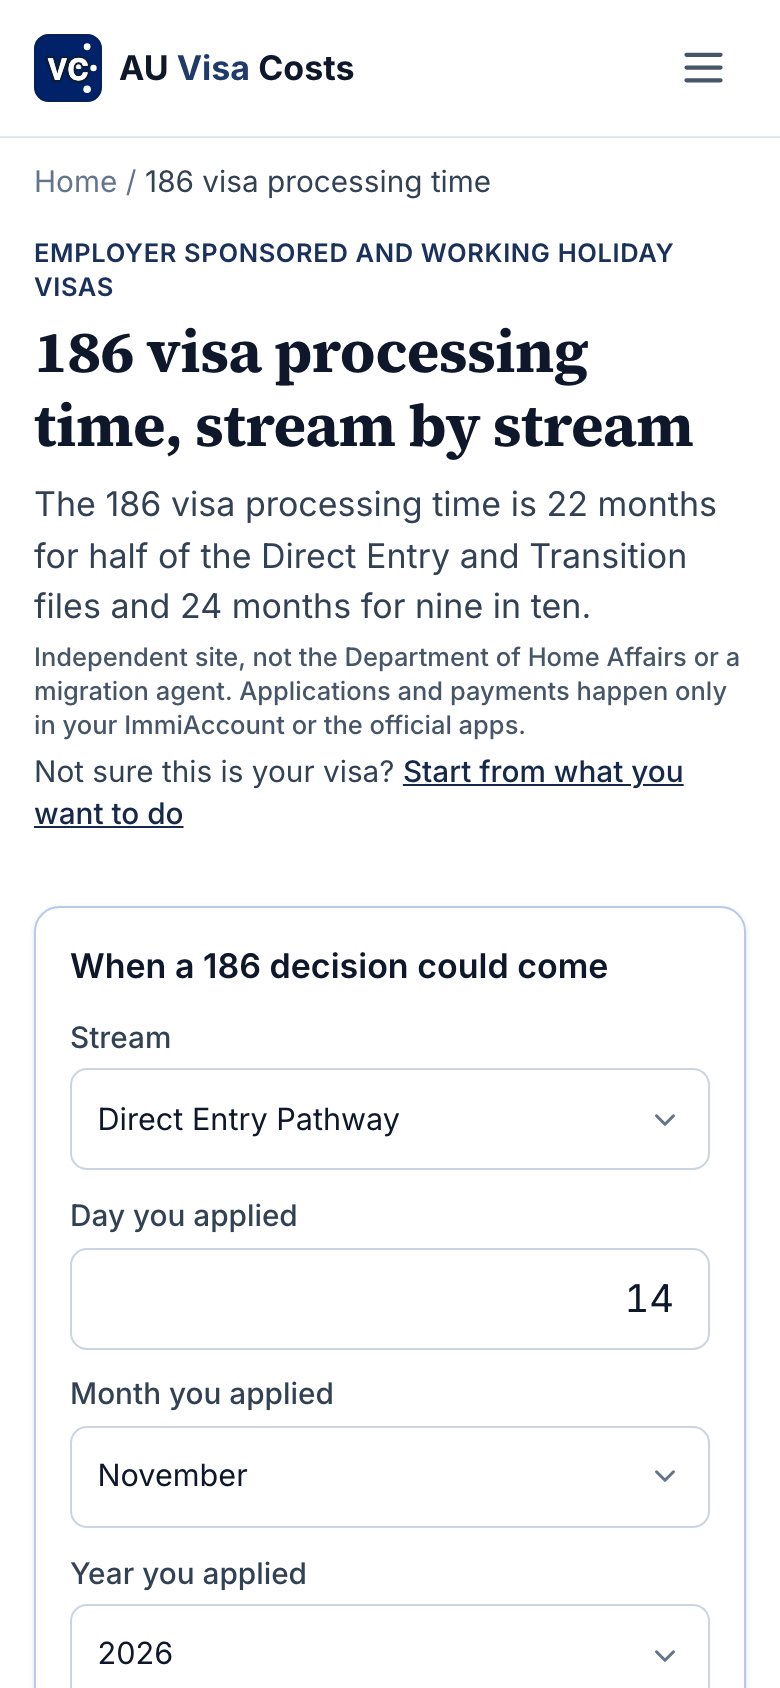 VC
AU Visa Costs
Home / 186 visa processing time
EMPLOYER SPONSORED AND WORKING HOLIDAY
VISAS
186 visa processing
time, stream by stream
The 186 visa processing time is 22 months
for half of the Direct Entry and Transition
files and 24 months for nine in ten.
Independent site, not the Department of Home Affairs or a
migration agent. Applications and payments happen only
in your ImmiAccount or the official apps.
Not sure this is your visa? Start from what you
want to do
When a 186 decision could come
Stream
Direct Entry Pathway
Day you applied
14
Month you applied
November
Year you applied
2026